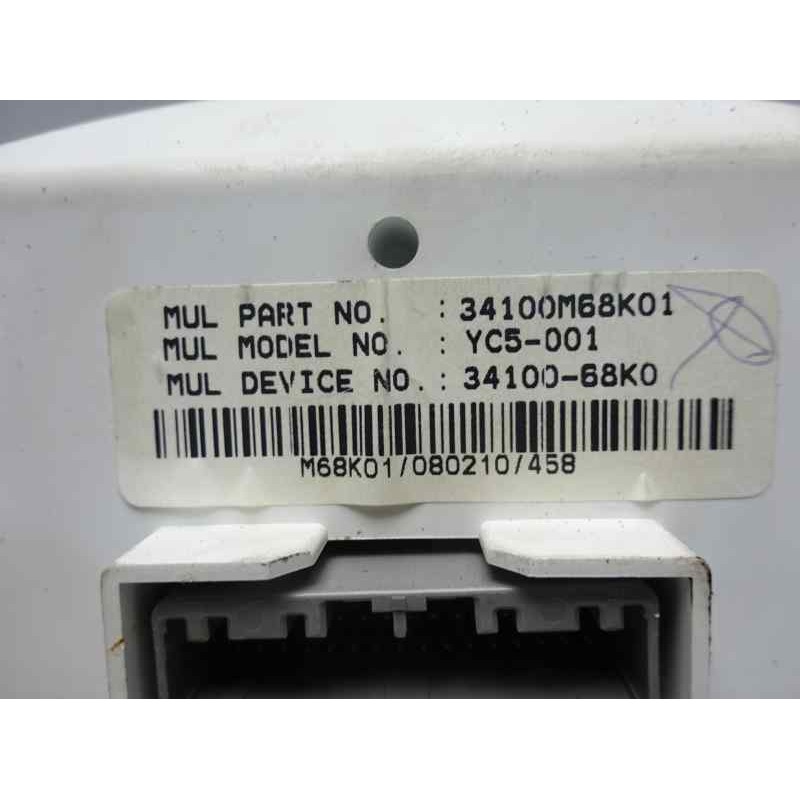 MUL PART NO. : 34100M68K01
MUL MODEL NO. : YC5-001
MUL DEVICE NO. : 34100-68K0
M68K01/080210/458